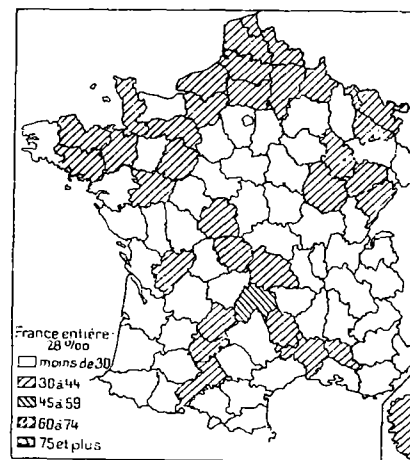 France entière:
28 ‰
moins de 30
30 à 44
45 à 59
60 à 74
75 et plus